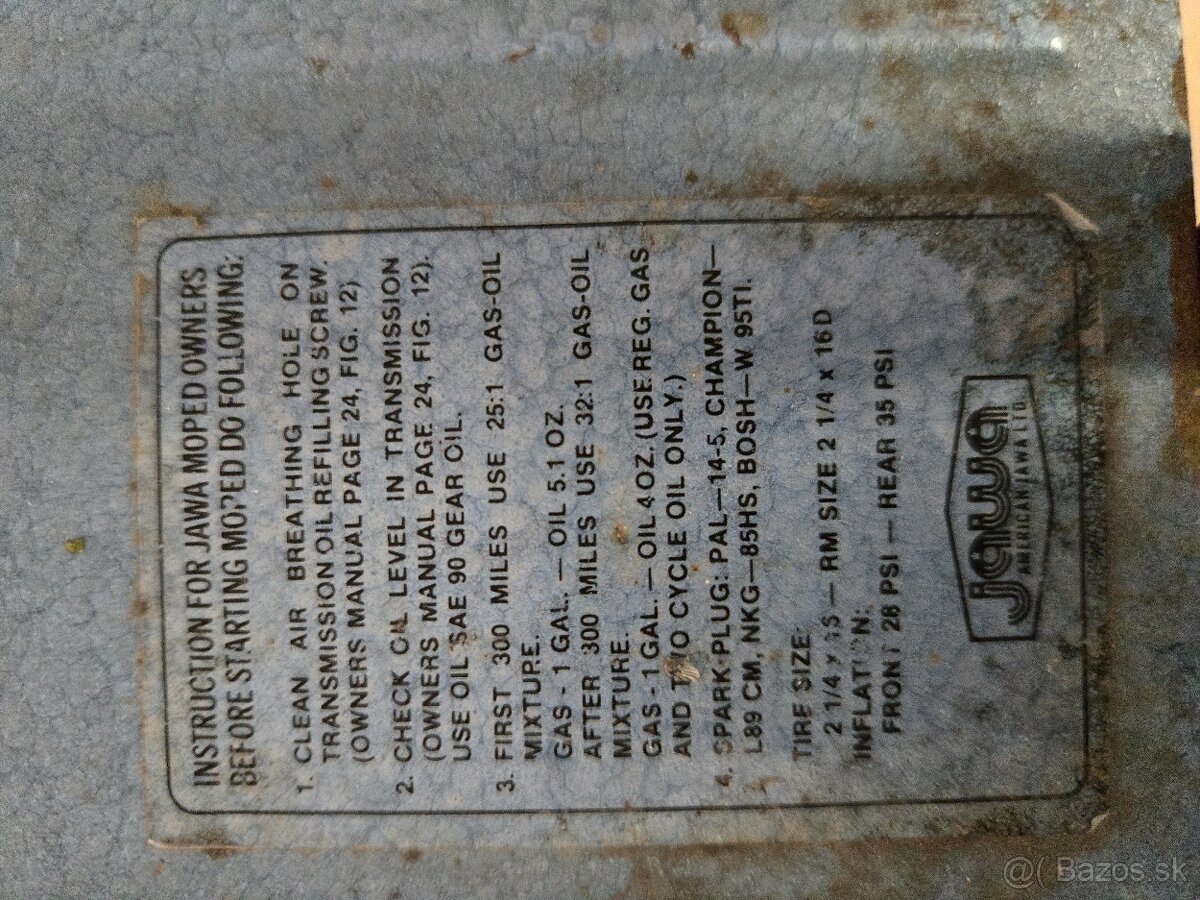 INSTRUCTION FOR JAWA MOPED OWNERS
BEFORE STARTING MOPED DO FOLLOWING:
1. CLEAN AIR BREATHING HOLE ON
TRANSMISSION OIL REFILLING SCREW.
(OWNERS MANUAL PAGE 24, FIG. 12)
2. CHECK OIL LEVEL IN TRANSMISSION
(OWNERS MANUAL PAGE 24, FIG. 12).
USE OIL SAE 90 GEAR OIL.
3. FIRST 300 MILES USE 25:1 GAS-OIL
MIXTURE.
GAS - 1 GAL. — OIL 5.1 OZ.
AFTER 300 MILES USE 32:1 GAS-OIL
MIXTURE.
GAS - 1 GAL. — OIL 4 OZ. (USE REG. GAS
AND TWO CYCLE OIL ONLY.)
4. SPARK PLUG: PAL—14-5, CHAMPION—
L89 CM, NKG—85HS, BOSH—W 95TI.
TIRE SIZE:
2 1/4 x — RM SIZE 2 1/4 x 16 D
INFLATION:
FRONT 28 PSI — REAR 35 PSI
jawa
AMERICAN JAWA LTD.
@( Bazos.sk